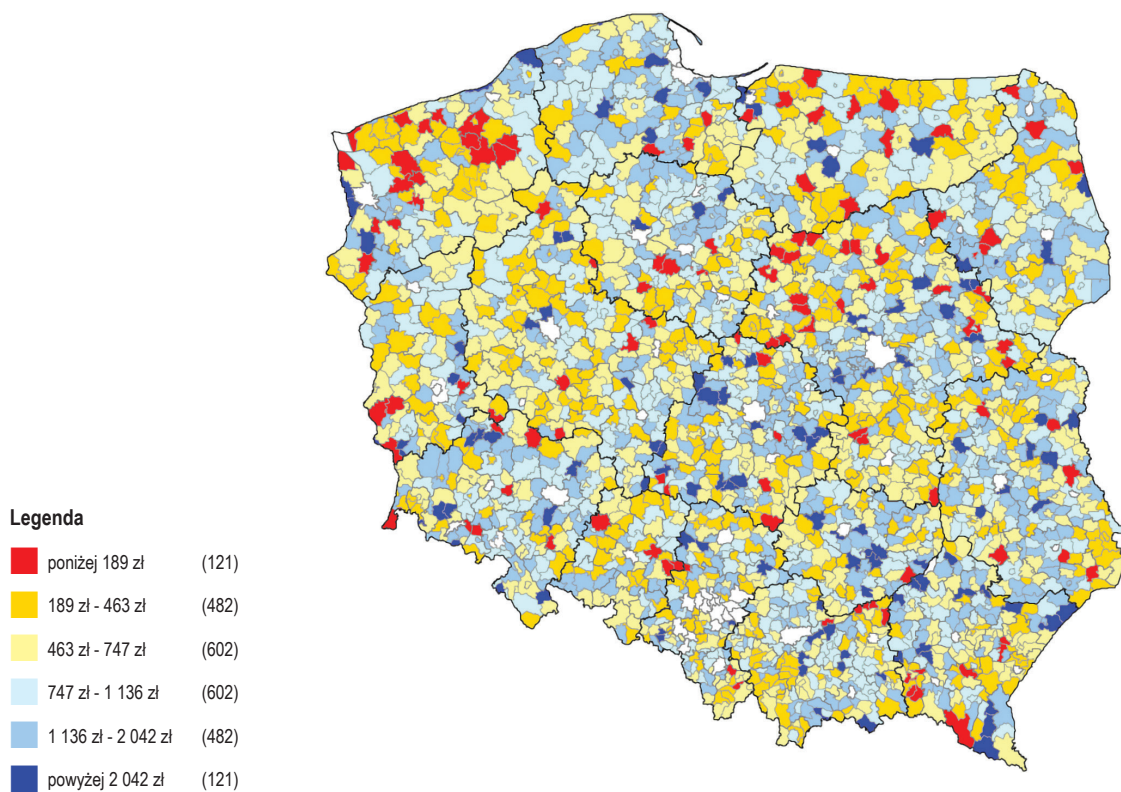 Legenda
poniżej 189 zł (121)
189 zł - 463 zł (482)
463 zł - 747 zł (602)
747 zł - 1 136 zł (602)
1 136 zł - 2 042 zł (482)
powyżej 2 042 zł (121)